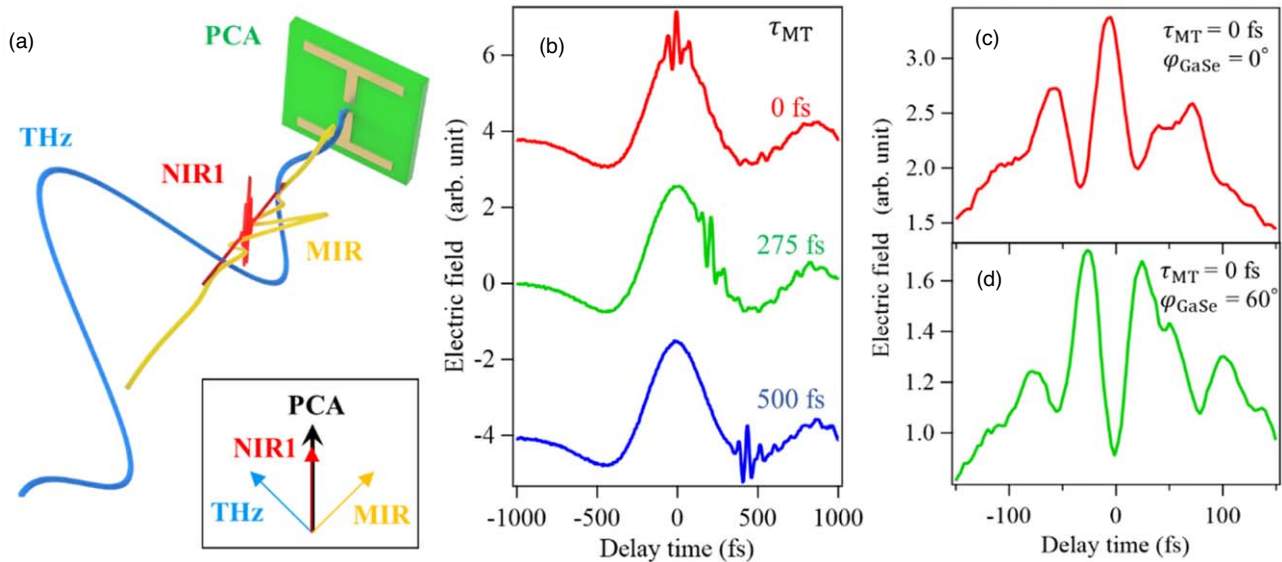 (a)
PCA
THz
NIR1
MIR
PCA
NIR1
THz
MIR
(b)
τMT
0 fs
275 fs
500 fs
6
4
2
0
-2
-4
Electric field (arb. unit)
-1000 -500 0 500 1000
Delay time (fs)
(c)
τMT = 0 fs
φGaSe = 0°
3.0
2.5
2.0
1.5
Electric field (arb. unit)
(d)
τMT = 0 fs
φGaSe = 60°
1.6
1.4
1.2
1.0
-100 0 100
Delay time (fs)